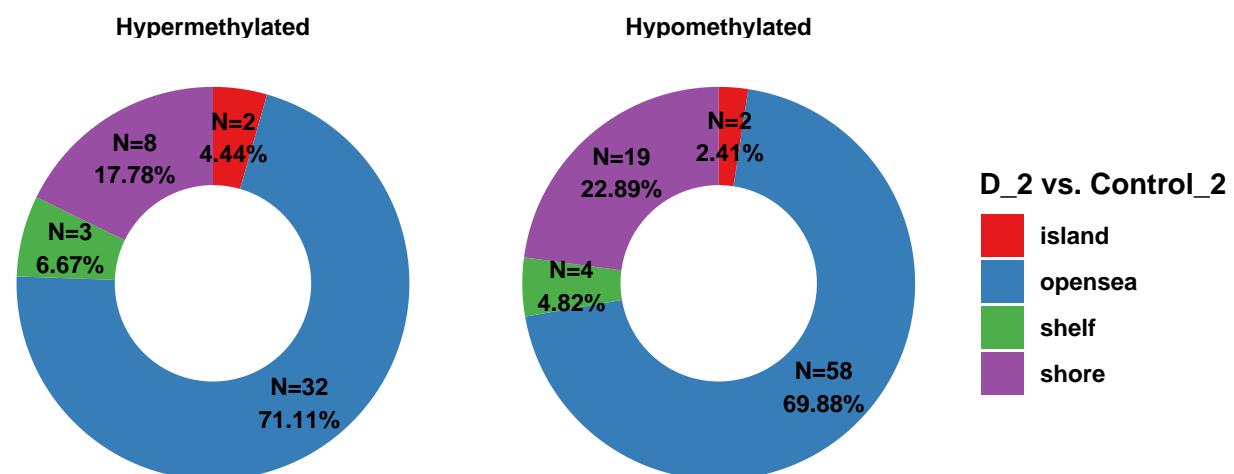 Hypermethylated
N=2
4.44%
N=8
17.78%
N=3
6.67%
N=32
71.11%
Hypomethylated
N=2
2.41%
N=19
22.89%
N=4
4.82%
N=58
69.88%
D_2 vs. Control_2
island
opensea
shelf
shore